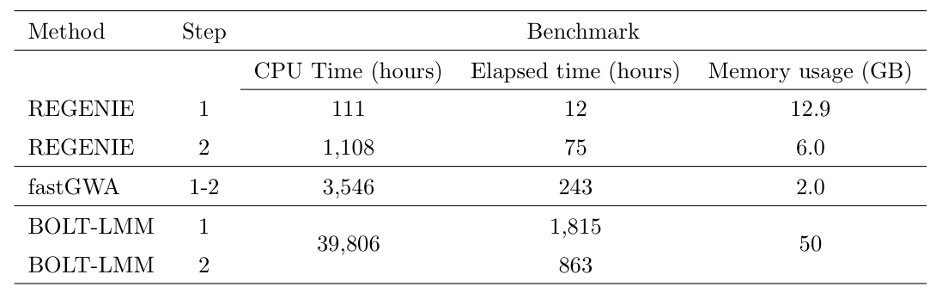 Method Step Benchmark
CPU Time (hours) Elapsed time (hours) Memory usage (GB)
REGENIE 1 111 12 12.9
REGENIE 2 1,108 75 6.0
fastGWA 1-2 3,546 243 2.0
BOLT-LMM 1 1,815
39,806 50
BOLT-LMM 2 863